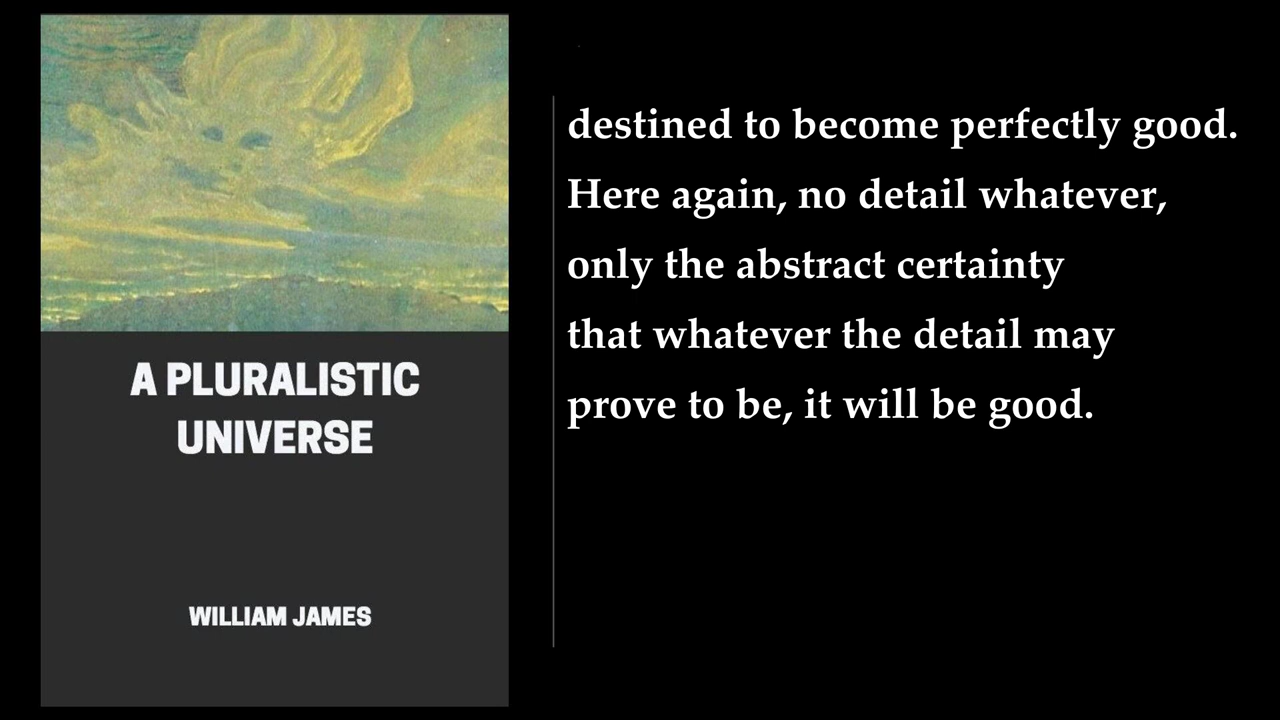 A PLURALISTIC
UNIVERSE
WILLIAM JAMES
destined to become perfectly good.
Here again, no detail whatever,
only the abstract certainty
that whatever the detail may
prove to be, it will be good.